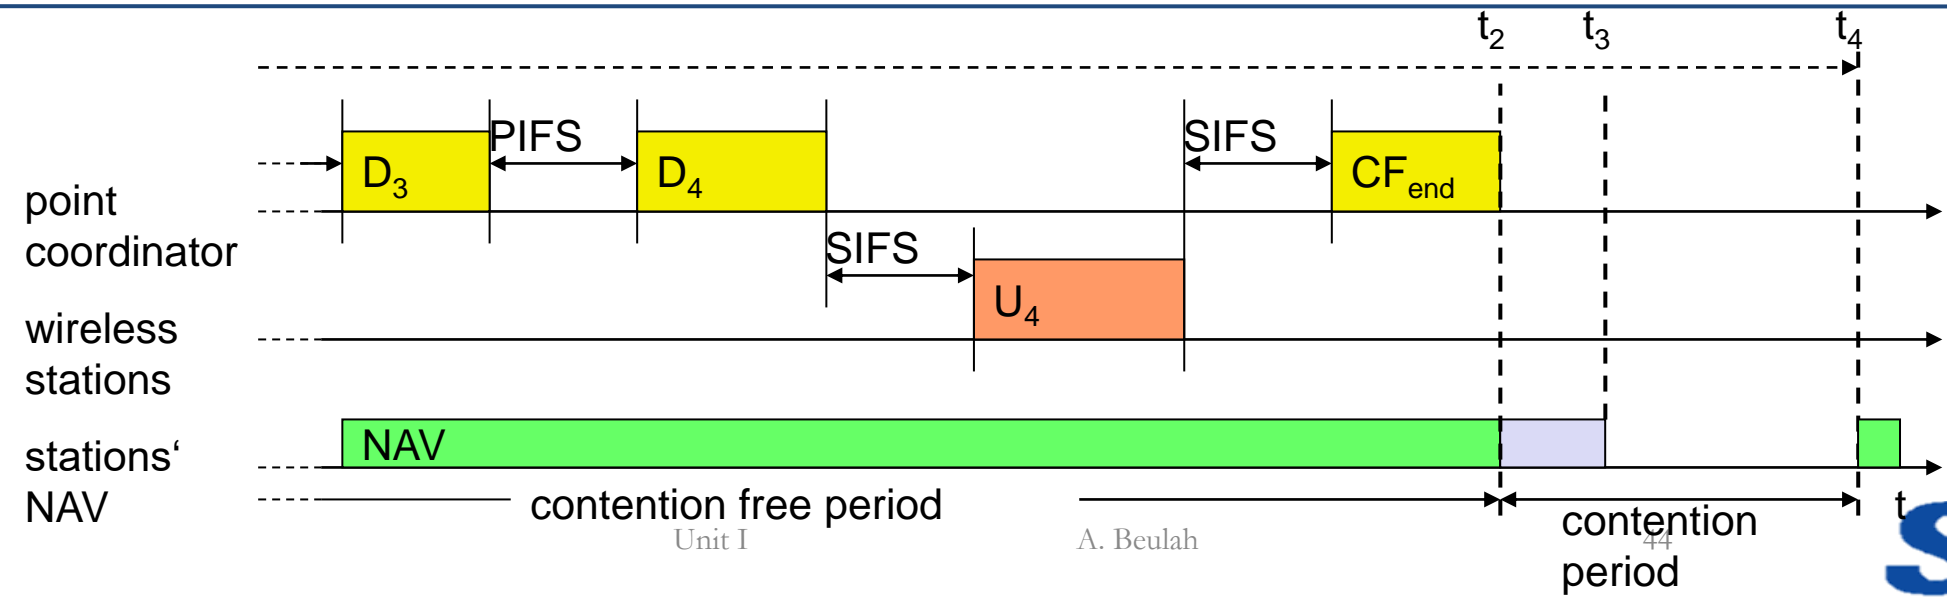 t2 t3 t4
PIFS SIFS
D3 D4 CFend
point
coordinator
SIFS
U4
wireless
stations
NAV
stations‘
NAV
contention free period t
contention
period
Unit I A. Beulah 44
S